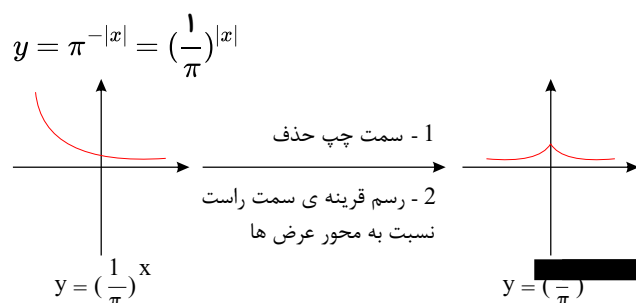 y = π^{-|x|} = (۱/π)^{|x|}
1 - سمت چپ حذف
2 - رسم قرینه ی سمت راست
نسبت به محور عرض ها
y = (1/π)^x
y = ( /π)